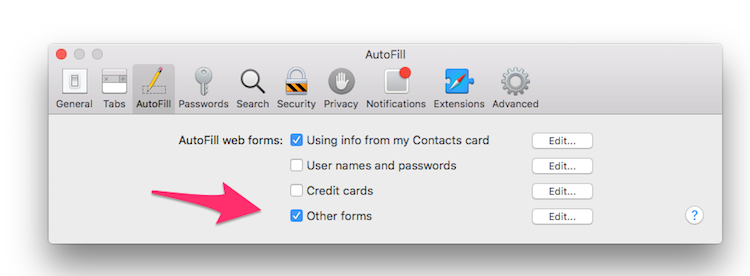 AutoFill
General Tabs AutoFill Passwords Search Security Privacy Notifications Extensions Advanced
AutoFill web forms: Using info from my Contacts card Edit...
User names and passwords Edit...
Credit cards Edit...
Other forms Edit... ?